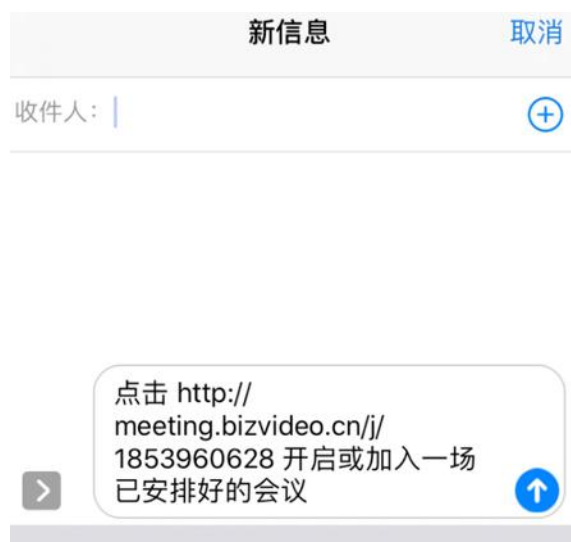 新信息 取消
收件人：
点击 http://
meeting.bizvideo.cn/j/
1853960628 开启或加入一场
已安排好的会议